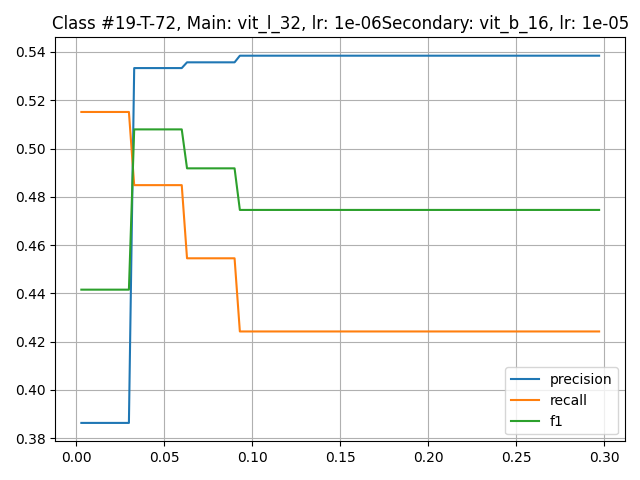 Class #19-T-72, Main: vit_l_32, lr: 1e-06Secondary: vit_b_16, lr: 1e-05
0.54
0.52
0.50
0.48
0.46
0.44
0.42
0.40
0.38
precision
recall
f1
0.00 0.05 0.10 0.15 0.20 0.25 0.30